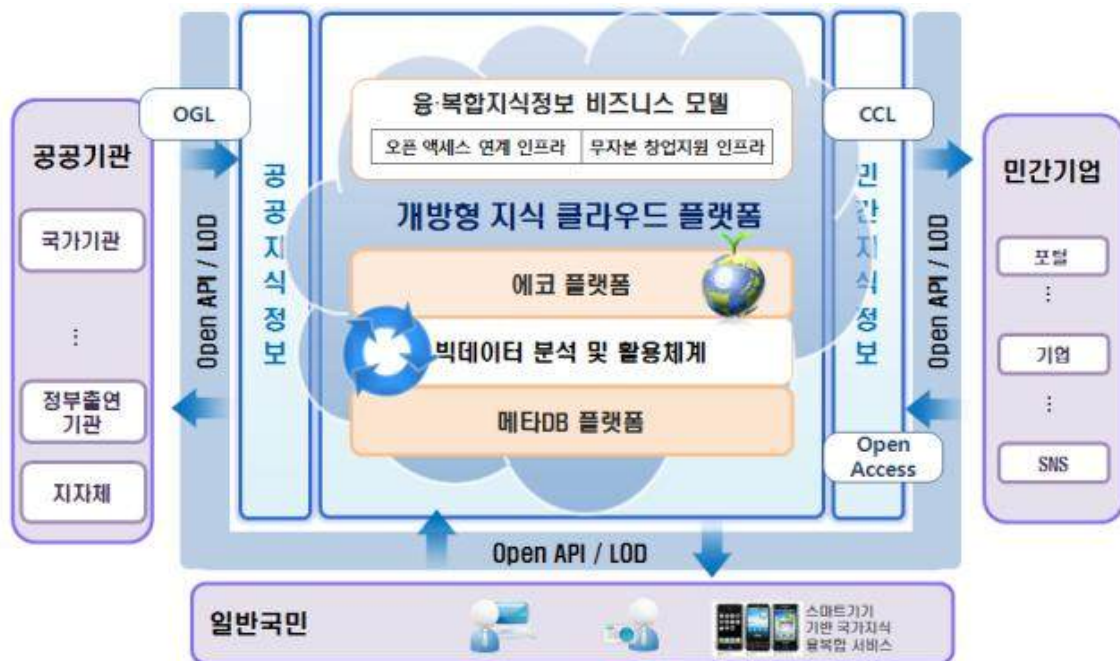 OGL
CCL
융·복합지식정보 비즈니스 모델
오픈 액세스 연계 인프라
무자본 창업지원 인프라
공공기관
국가기관
⋮
정부출연
기관
지자체
Open API / LOD
공공지식정보
개방형 지식 클라우드 플랫폼
에코 플랫폼
빅데이터 분석 및 활용체계
메타DB 플랫폼
민간지식정보
Open API / LOD
Open
Access
민간기업
포털
⋮
기업
⋮
SNS
Open API / LOD
일반국민
스마트기기
기반 국가지식
융복합 서비스